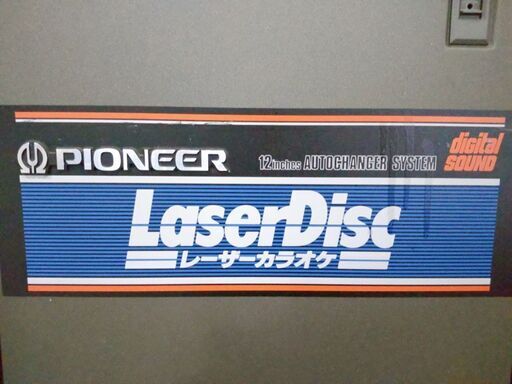 PIONEER 12inches AUTOCHANGER SYSTEM digital SOUND
LaserDisc
レーザーカラオケ